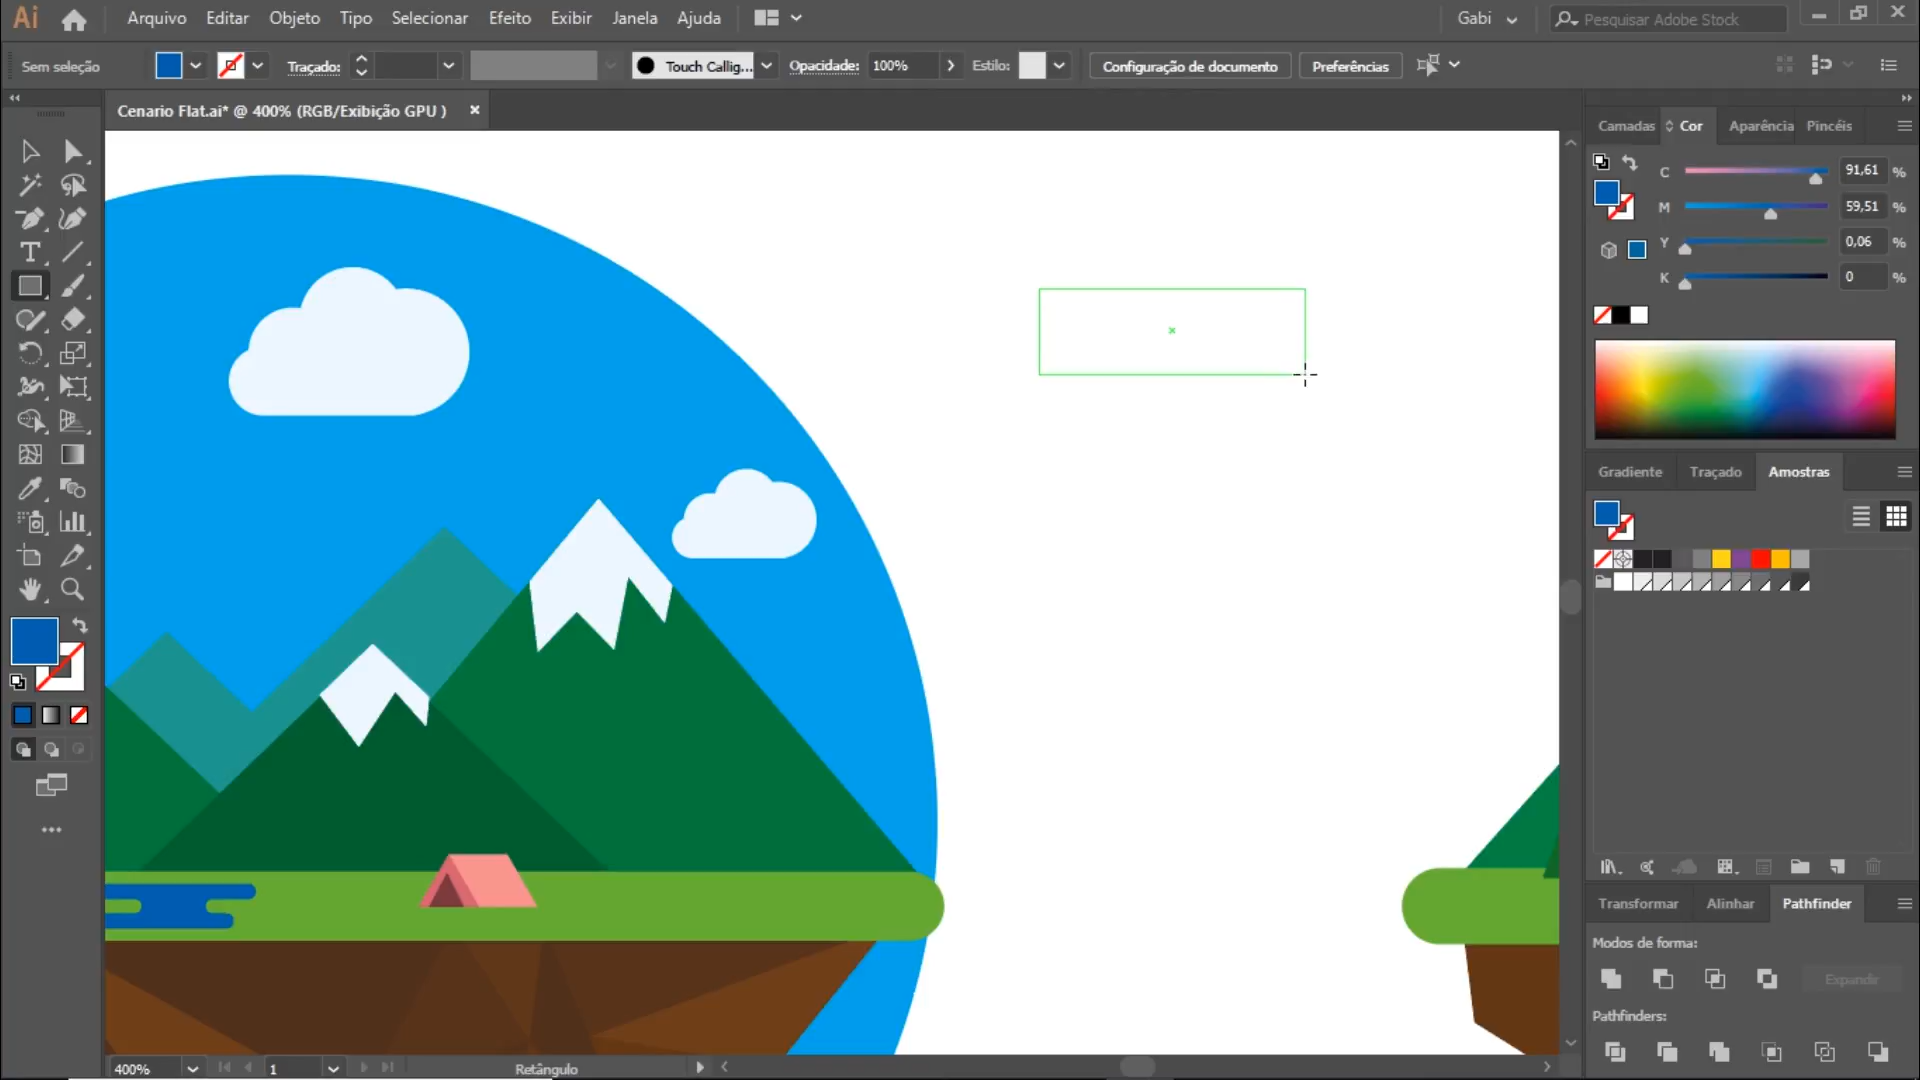 Ai
Arquivo Editar Objeto Tipo Selecionar Efeito Exibir Janela Ajuda
Gabi
Pesquisar Adobe Stock
Sem seleção
Traçado:
Touch Callig...
Opacidade: 100%
Estilo:
Configuração de documento
Preferências
Cenario Flat.ai* @ 400% (RGB/Exibição GPU )
Camadas Cor Aparência Pincéis
C 91,61 %
M 59,51 %
Y 0,06 %
K 0 %
Gradiente Traçado Amostras
Transformar Alinhar Pathfinder
Modos de forma:
Expandir
Pathfinders:
400% 1 Retângulo